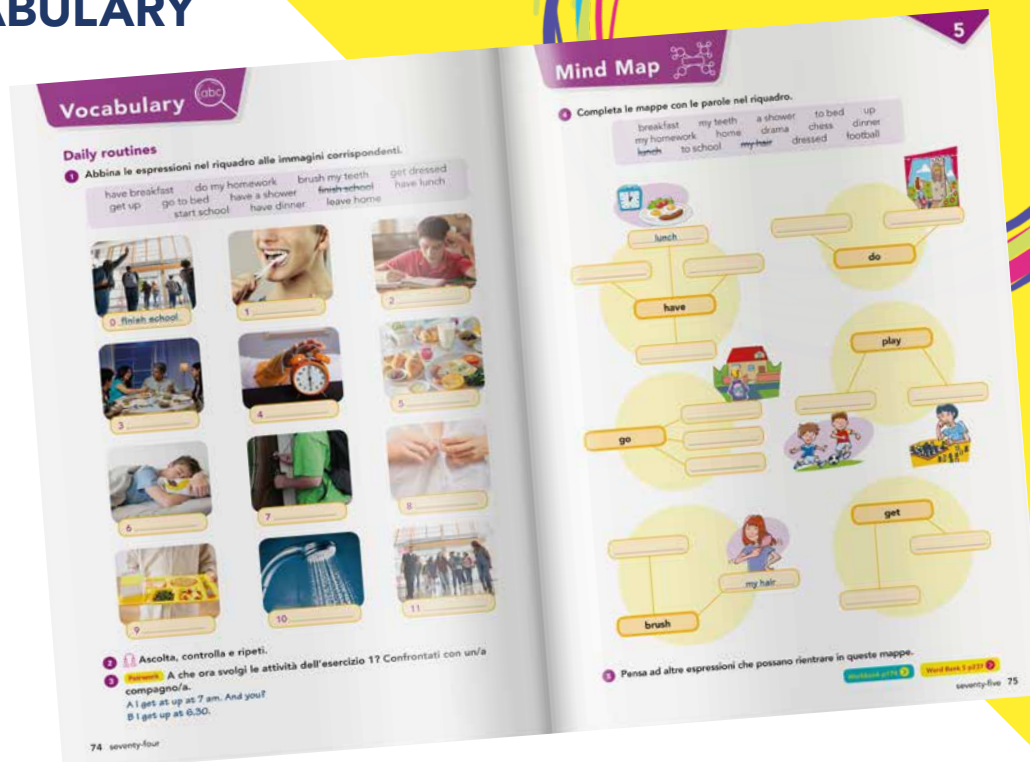 ABULARY
Vocabulary
abc
Daily routines
1 Abbina le espressioni nel riquadro alle immagini corrispondenti.
have breakfast do my homework brush my teeth get dressed
get up go to bed have a shower finish school have lunch
start school have dinner leave home
0 finish school
1
2
3
4
5
6
7
8
9
10
11
2 Ascolta, controlla e ripeti.
3 Pairwork A che ora svolgi le attività dell'esercizio 1? Confrontati con un/a
compagno/a.
A I get at up at 7 am. And you?
B I get up at 6.30.
74 seventy-four
Mind Map
5
4 Completa le mappe con le parole nel riquadro.
breakfast my teeth a shower to bed up
my homework home drama chess dinner
lunch to school my hair dressed football
lunch
have
do
play
go
get
my hair
brush
5 Pensa ad altre espressioni che possano rientrare in queste mappe.
Workbook
Word Bank 5
seventy-five 75